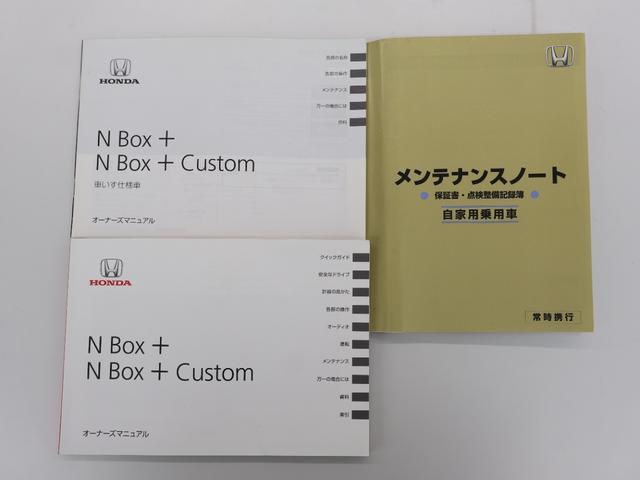 HONDA
N Box +
N Box + Custom
車いす仕様車
オーナーズマニュアル
各部の名称
各部の操作
メンテナンス
万一の場合には
資料
メンテナンスノート
保証書・点検整備記録簿
自家用乗用車
常時携行
HONDA
N Box +
N Box + Custom
オーナーズマニュアル
クイックガイド
安全なドライブ
計器の見かた
各部の操作
オーディオ
運転
メンテナンス
万一の場合には
資料
索引